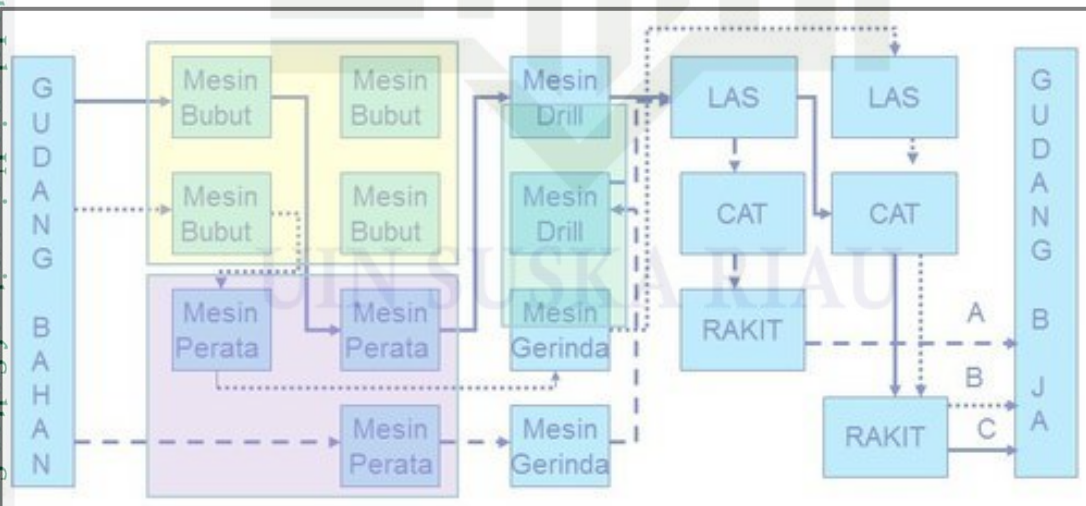 GUDANG BAHAN
Mesin
Bubut
Mesin
Bubut
Mesin
Bubut
Mesin
Bubut
Mesin
Perata
Mesin
Perata
Mesin
Perata
Mesin
Drill
Mesin
Drill
Mesin
Gerinda
Mesin
Gerinda
LAS
LAS
CAT
CAT
RAKIT
RAKIT
A
B
C
GUDANG B JA
UIN SUSKA RIAU